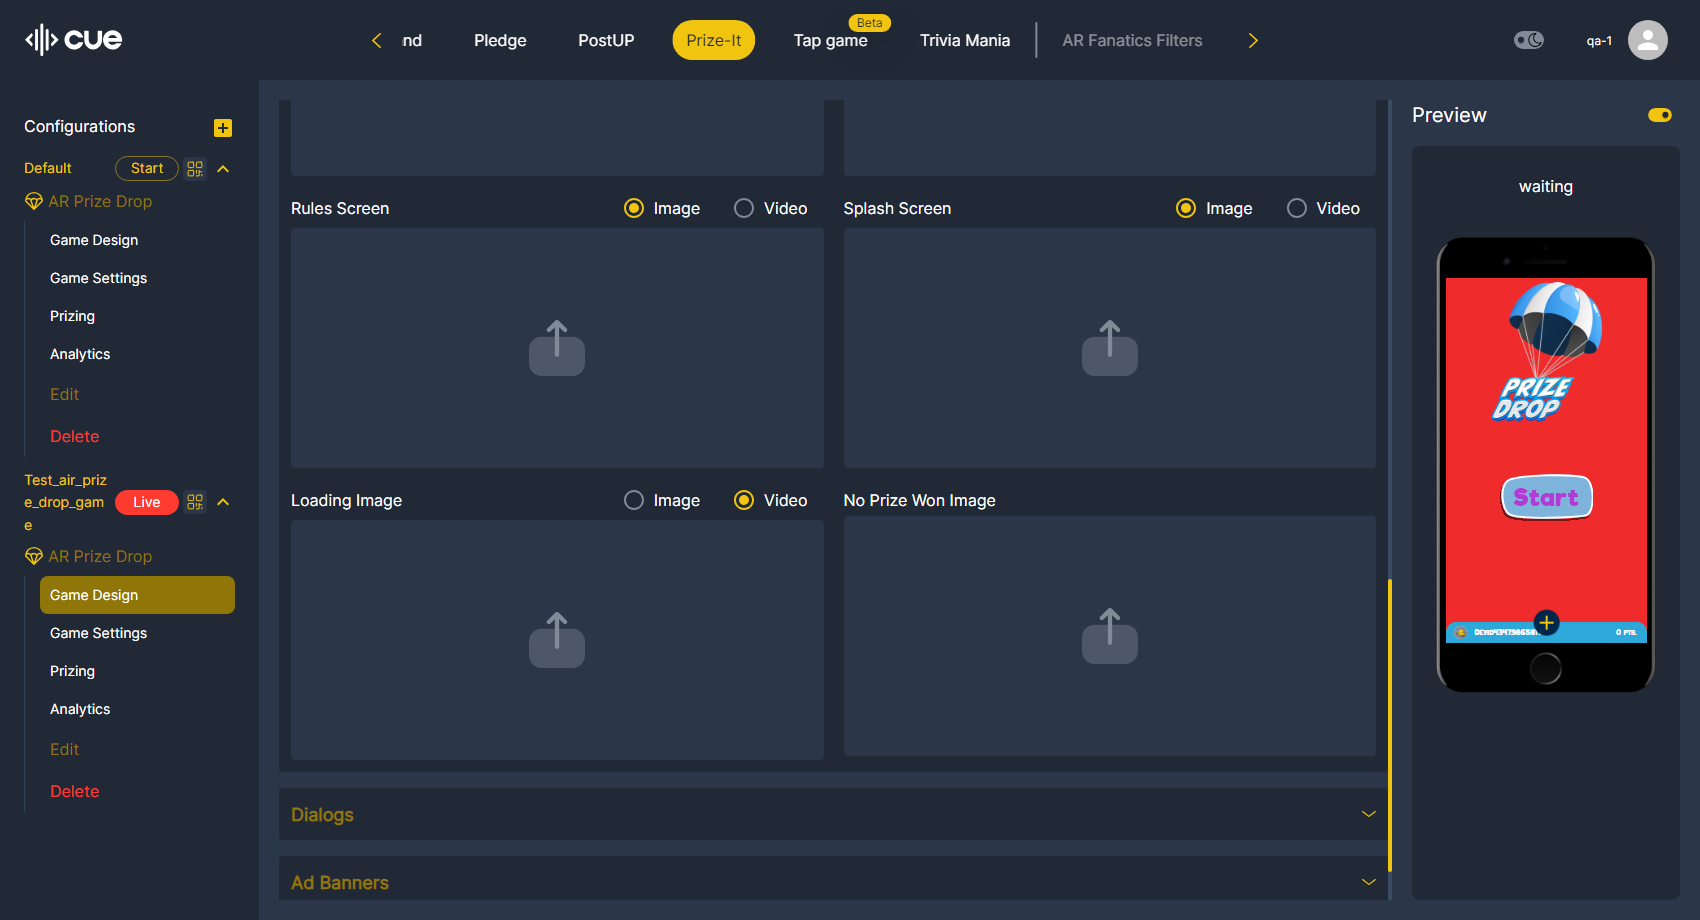 cue
nd
Pledge
PostUP
Prize-It
Beta
Tap game
Trivia Mania
AR Fanatics Filters
qa-1
Configurations
Default
Start
AR Prize Drop
Game Design
Game Settings
Prizing
Analytics
Edit
Delete
Test_air_priz
e_drop_gam
e
Live
AR Prize Drop
Game Design
Game Settings
Prizing
Analytics
Edit
Delete
Rules Screen
Image
Video
Splash Screen
Image
Video
Loading Image
Image
Video
No Prize Won Image
Dialogs
Ad Banners
Preview
waiting
PRIZE
DROP
Start
0 PTS.